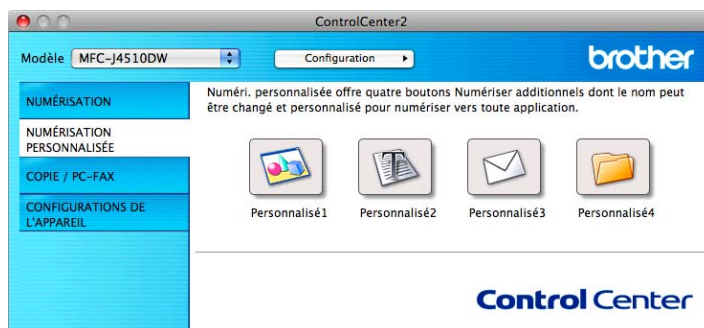 ControlCenter2
Modèle MFC-J4510DW Configuration brother
NUMÉRISATION
NUMÉRISATION
PERSONNALISÉE
COPIE / PC-FAX
CONFIGURATIONS DE
L'APPAREIL
Numéri. personnalisée offre quatre boutons Numériser additionnels dont le nom peut
être changé et personnalisé pour numériser vers toute application.
Personnalisé1 Personnalisé2 Personnalisé3 Personnalisé4
Control Center